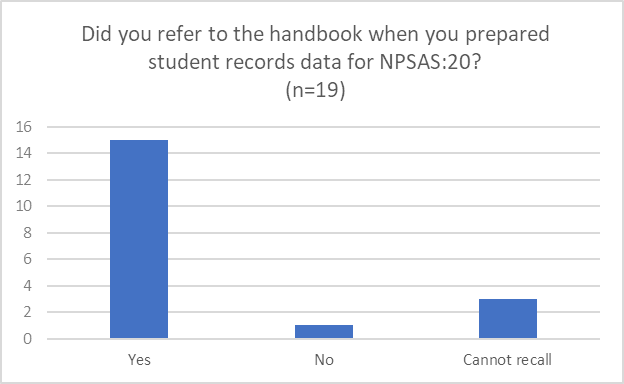 Did you refer to the handbook when you prepared
student records data for NPSAS:20?
(n=19)
16
14
12
10
8
6
4
2
0
Yes No Cannot recall